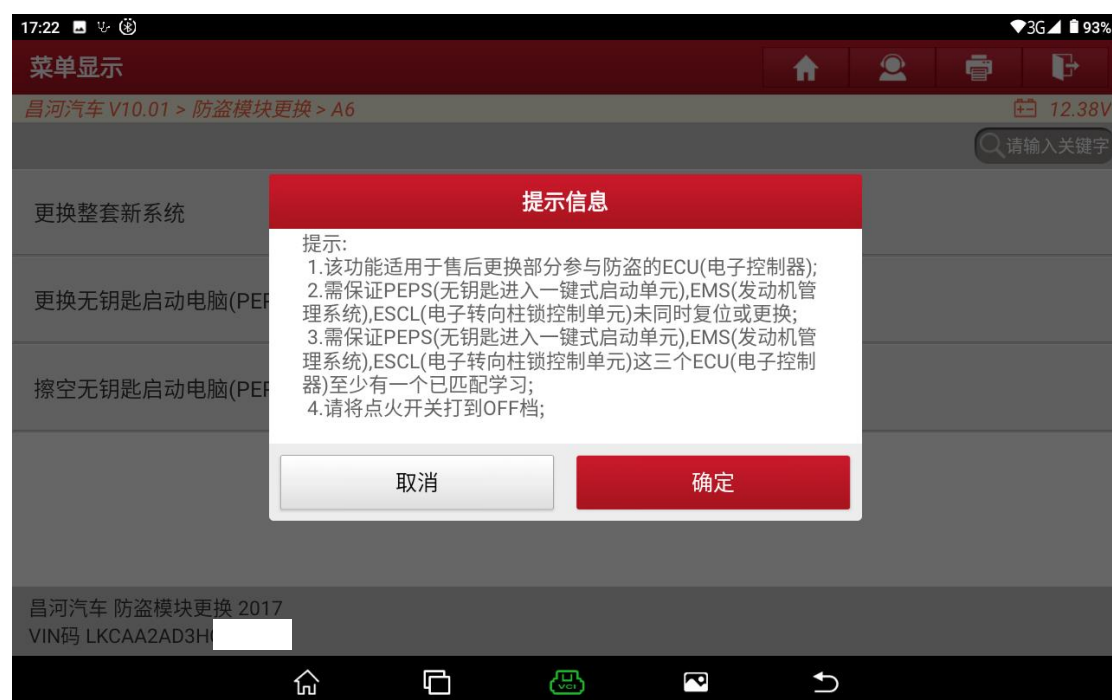 17:22
3G 93%
菜单显示
昌河汽车 V10.01 > 防盗模块更换 > A6
12.38V
请输入关键字
更换整套新系统
更换无钥匙启动电脑(PEP
擦空无钥匙启动电脑(PEP
提示信息
提示:
1.该功能适用于售后更换部分参与防盗的ECU(电子控制器);
2.需保证PEPS(无钥匙进入一键式启动单元),EMS(发动机管
理系统),ESCL(电子转向柱锁控制单元)未同时复位或更换;
3.需保证PEPS(无钥匙进入一键式启动单元),EMS(发动机管
理系统),ESCL(电子转向柱锁控制单元)这三个ECU(电子控制
器)至少有一个已匹配学习;
4.请将点火开关打到OFF档;
取消
确定
昌河汽车 防盗模块更换 2017
VIN码 LKCAA2AD3H
VCI